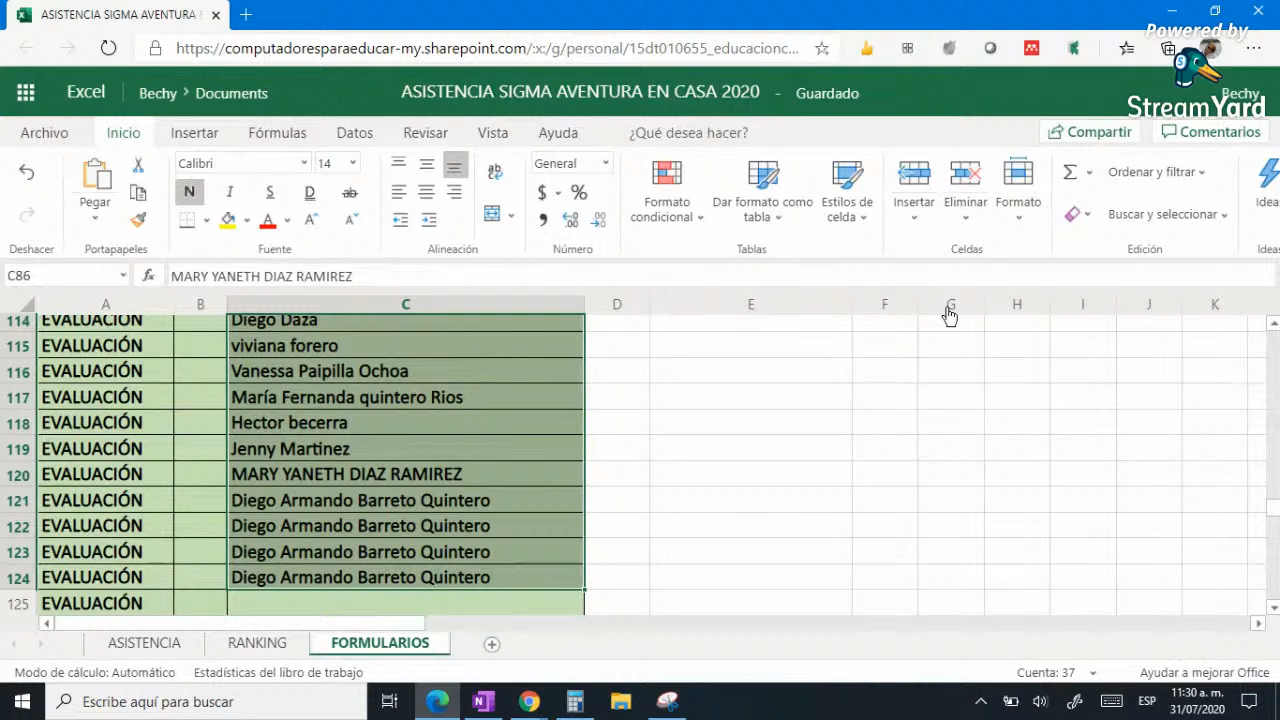 ASISTENCIA SIGMA AVENTURA
Powered by
https://computadoresparaeducar-my.sharepoint.com/:x:/g/personal/15dt010655_educacionc...
StreamYard
Excel
Bechy > Documents
ASISTENCIA SIGMA AVENTURA EN CASA 2020 - Guardado
Bechy
Archivo Inicio Insertar Fórmulas Datos Revisar Vista Ayuda ¿Qué desea hacer? Compartir Comentarios
Calibri 14 General
Ordenar y filtrar
N
$ %
Pegar Formato condicional Dar formato como tabla Estilos de celda Insertar Eliminar Formato Buscar y seleccionar Ideas
Deshacer Portapapeles Fuente Alineación Número Tablas Celdas Edición Ideas
C86 fx MARY YANETH DIAZ RAMIREZ
A B C D E F G H I J K
114 EVALUACIÓN Diego Daza
115 EVALUACIÓN viviana forero
116 EVALUACIÓN Vanessa Paipilla Ochoa
117 EVALUACIÓN María Fernanda quintero Rios
118 EVALUACIÓN Hector becerra
119 EVALUACIÓN Jenny Martinez
120 EVALUACIÓN MARY YANETH DIAZ RAMIREZ
121 EVALUACIÓN Diego Armando Barreto Quintero
122 EVALUACIÓN Diego Armando Barreto Quintero
123 EVALUACIÓN Diego Armando Barreto Quintero
124 EVALUACIÓN Diego Armando Barreto Quintero
125 EVALUACIÓN
ASISTENCIA RANKING FORMULARIOS
Modo de cálculo: Automático Estadísticas del libro de trabajo Cuenta: 37 Ayudar a mejorar Office
Escribe aquí para buscar
ESP
11:30 a. m.
31/07/2020